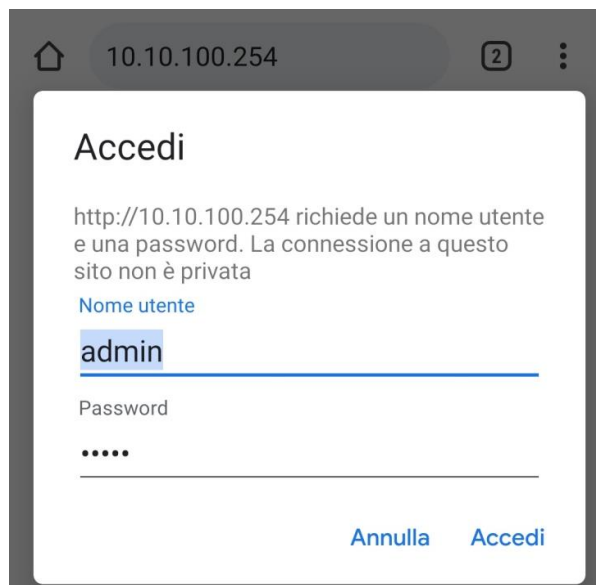 10.10.100.254
2
Accedi
http://10.10.100.254 richiede un nome utente
e una password. La connessione a questo
sito non è privata
Nome utente
admin
Password
•••••
Annulla Accedi